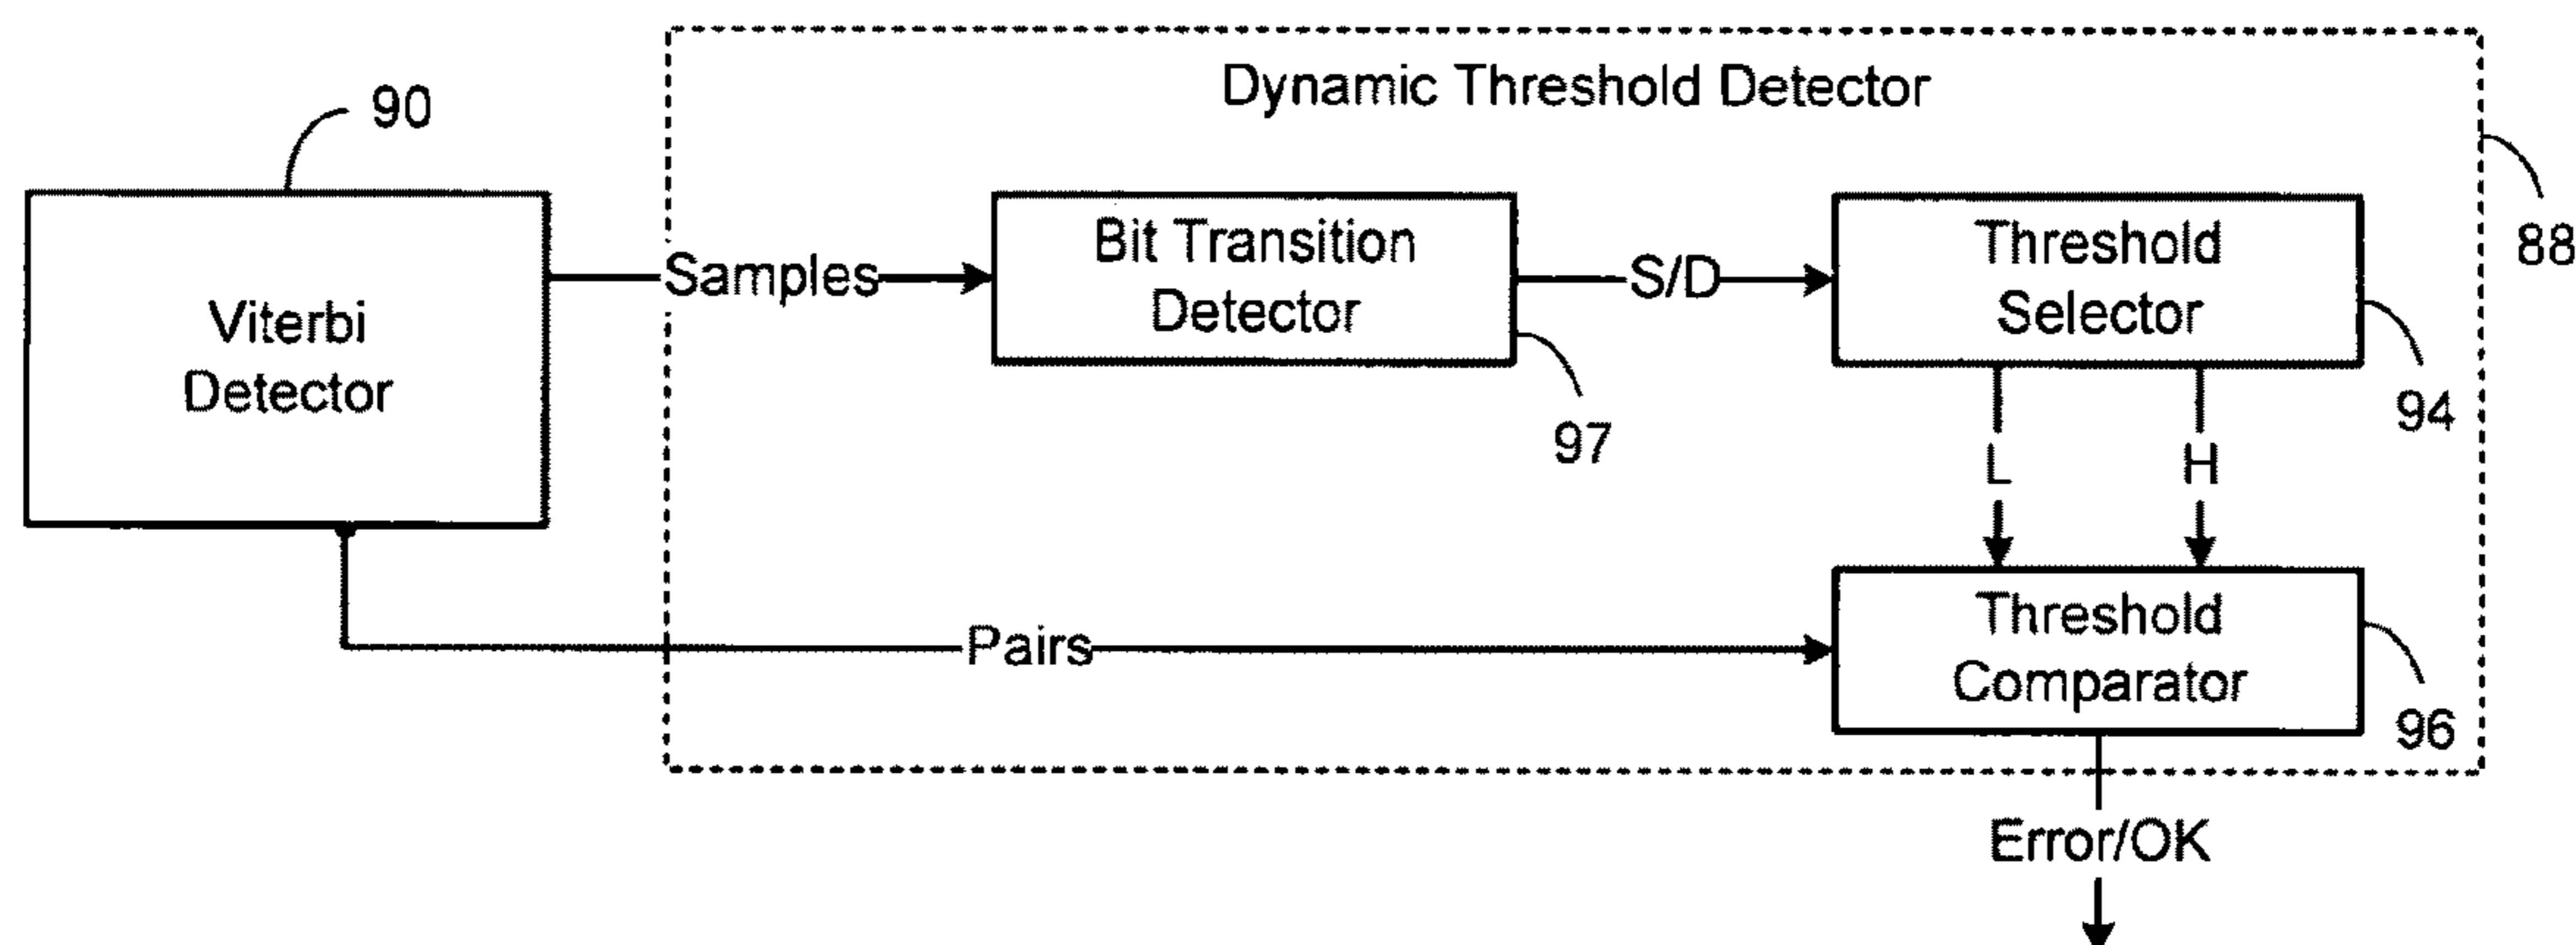 Dynamic Threshold Detector
90
88
Viterbi
Detector
Samples
Bit Transition
Detector
97
S/D
Threshold
Selector
94
L
H
Pairs
Threshold
Comparator
96
Error/OK